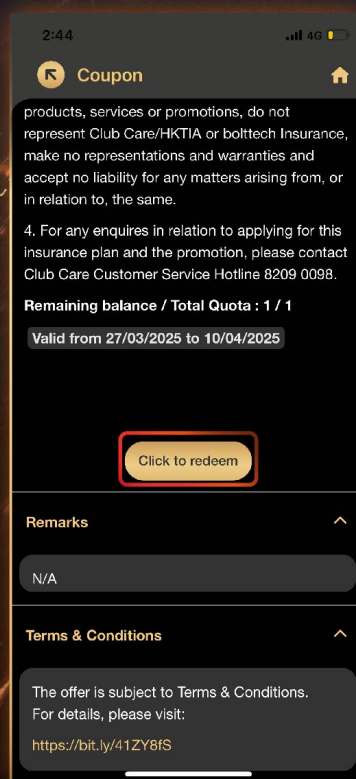 2:44
4G
Coupon
products, services or promotions, do not
represent Club Care/HKTIA or bolttech Insurance,
make no representations and warranties and
accept no liability for any matters arising from, or
in relation to, the same.
4. For any enquires in relation to applying for this
insurance plan and the promotion, please contact
Club Care Customer Service Hotline 8209 0098.
Remaining balance / Total Quota : 1 / 1
Valid from 27/03/2025 to 10/04/2025
Click to redeem
Remarks
N/A
Terms & Conditions
The offer is subject to Terms & Conditions.
For details, please visit:
https://bit.ly/41ZY8fS